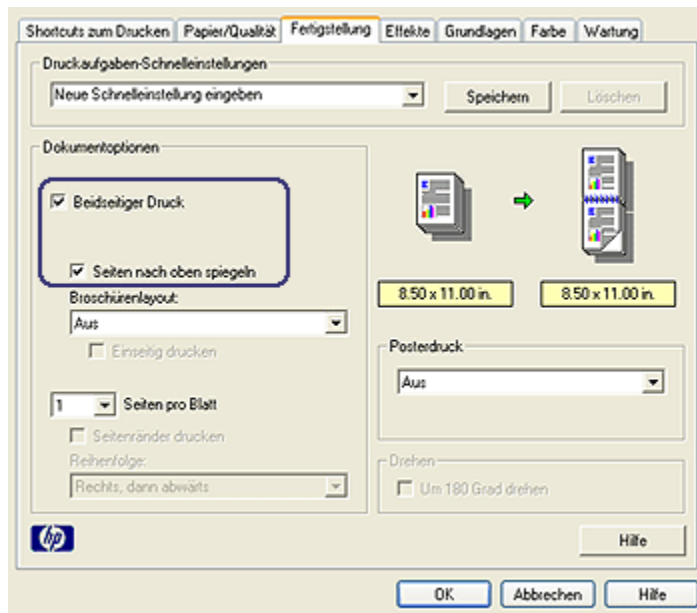 Shortcuts zum Drucken Papier/Qualität Fertigstellung Effekte Grundlagen Farbe Wartung
Druckaufgaben-Schnelleinstellungen
Neue Schnelleinstellung eingeben Speichern Löschen
Dokumentoptionen
Beidseitiger Druck
Seiten nach oben spiegeln
Broschürenlayout:
Aus
Einseitig drucken
1 Seiten pro Blatt
Seitenränder drucken
Reihenfolge:
Rechts, dann abwärts
8.50 x 11.00 in. 8.50 x 11.00 in.
Posterdruck
Aus
Drehen
Um 180 Grad drehen
hp
Hilfe
OK Abbrechen Hilfe